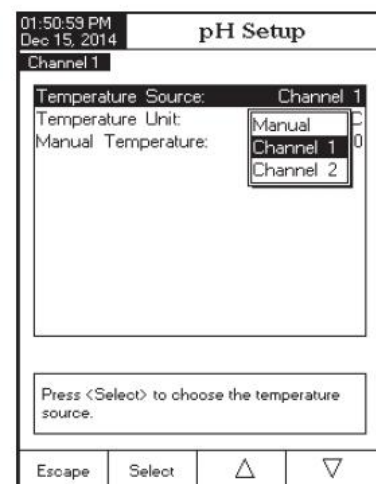 01:50:59 PM
Dec 15, 2014
pH Setup
Channel 1
Temperature Source: Channel 1
Temperature Unit: C
Manual Temperature: 0
Manual
Channel 1
Channel 2
Press <Select> to choose the temperature
source.
Escape Select △ ▽